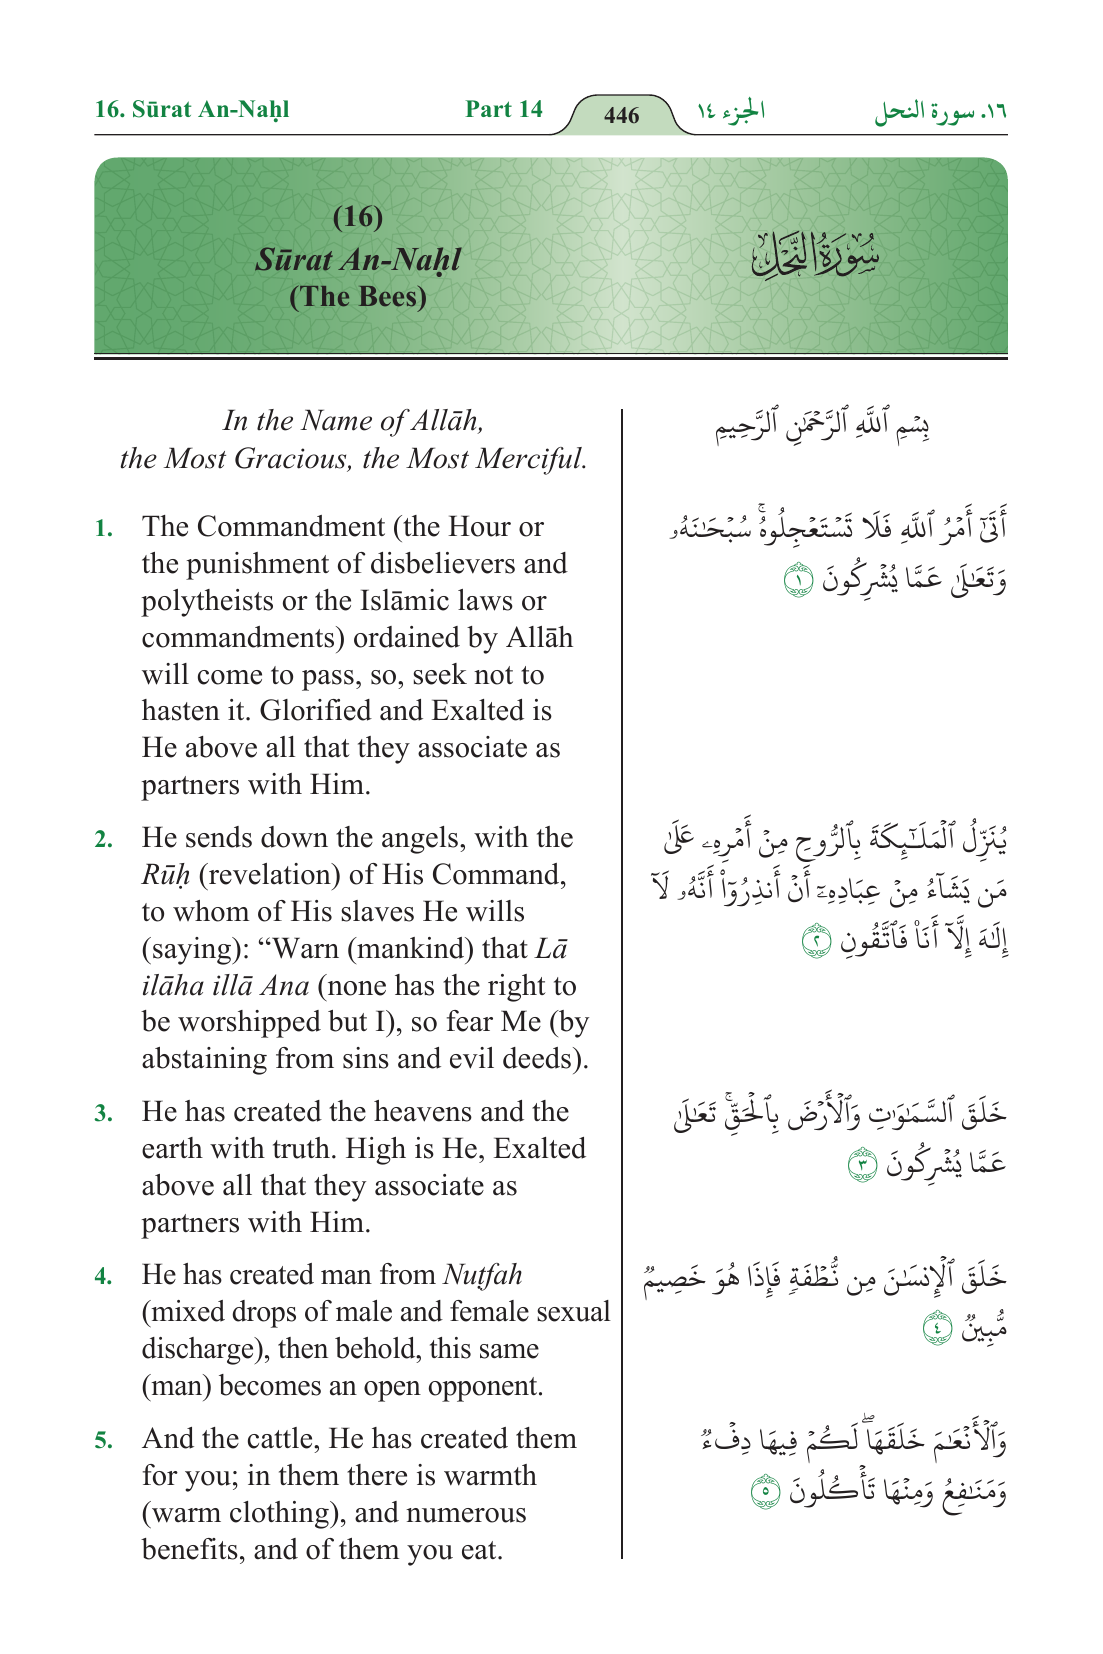 16. Sūrat An-Naḥl
Part 14
446
الجزء ١٤
١٦. سورة النحل
(16)
Sūrat An-Naḥl
(The Bees)
سُورَةُ النَّحْلِ
In the Name of Allāh,
the Most Gracious, the Most Merciful.
بِسْمِ ٱللَّهِ ٱلرَّحْمَٰنِ ٱلرَّحِيمِ
1. The Commandment (the Hour or
the punishment of disbelievers and
polytheists or the Islāmic laws or
commandments) ordained by Allāh
will come to pass, so, seek not to
hasten it. Glorified and Exalted is
He above all that they associate as
partners with Him.
أَتَىٰٓ أَمْرُ ٱللَّهِ فَلَا تَسْتَعْجِلُوهُ ۚ سُبْحَـٰنَهُۥ
وَتَعَـٰلَىٰ عَمَّا يُشْرِكُونَ ١
2. He sends down the angels, with the
Rūḥ (revelation) of His Command,
to whom of His slaves He wills
(saying): “Warn (mankind) that Lā
ilāha illā Ana (none has the right to
be worshipped but I), so fear Me (by
abstaining from sins and evil deeds).
يُنَزِّلُ ٱلْمَلَـٰٓئِكَةَ بِٱلرُّوحِ مِنْ أَمْرِهِۦ عَلَىٰ
مَن يَشَآءُ مِنْ عِبَادِهِۦٓ أَنْ أَنذِرُوٓا۟ أَنَّهُۥ لَآ
إِلَـٰهَ إِلَّآ أَنَا۠ فَٱتَّقُونِ ٢
3. He has created the heavens and the
earth with truth. High is He, Exalted
above all that they associate as
partners with Him.
خَلَقَ ٱلسَّمَـٰوَٰتِ وَٱلْأَرْضَ بِٱلْحَقِّ ۚ تَعَـٰلَىٰ
عَمَّا يُشْرِكُونَ ٣
4. He has created man from Nuṭfah
(mixed drops of male and female sexual
discharge), then behold, this same
(man) becomes an open opponent.
خَلَقَ ٱلْإِنسَـٰنَ مِن نُّطْفَةٍ فَإِذَا هُوَ خَصِيمٌ
مُّبِينٌ ٤
5. And the cattle, He has created them
for you; in them there is warmth
(warm clothing), and numerous
benefits, and of them you eat.
وَٱلْأَنْعَـٰمَ خَلَقَهَا ۖ لَكُمْ فِيهَا دِفْءٌ
وَمَنَـٰفِعُ وَمِنْهَا تَأْكُلُونَ ٥